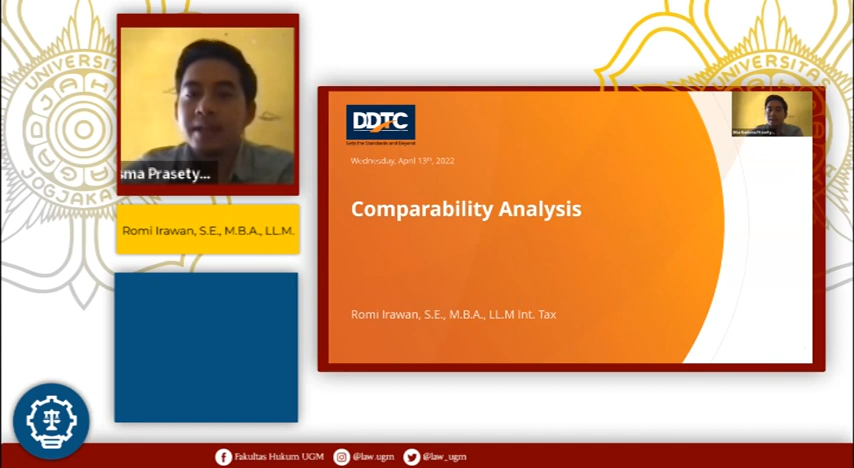 UNIVERSITAS
GADJAH
JOGJAKARTA
UNIVERSITAS
sma Prasety...
Romi Irawan, S.E., M.B.A., LL.M.
DDTC
Wednesday, April 13th, 2022
Comparability Analysis
Romi Irawan, S.E., M.B.A., LL.M Int. Tax
Fakultas Hukum UGM
@law.ugm
@law_ugm